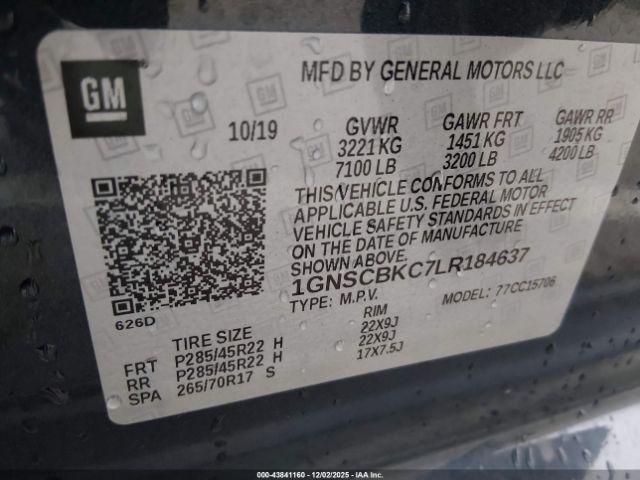 GM
MFD BY GENERAL MOTORS LLC
10/19
GVWR GAWR FRT GAWR RR
3221 KG 1451 KG 1905 KG
7100 LB 3200 LB 4200 LB
THIS VEHICLE CONFORMS TO ALL
APPLICABLE U.S. FEDERAL MOTOR
VEHICLE SAFETY STANDARDS IN EFFECT
ON THE DATE OF MANUFACTURE
SHOWN ABOVE.
1GNSCBKC7LR184637
TYPE: M.P.V. MODEL: 77CC15706
626D
TIRE SIZE RIM
FRT P285/45R22 H 22X9J
RR P285/45R22 H 22X9J
SPA 265/70R17 S 17X7.5J
000-43841160 - 12/02/2025 - IAAI.COM